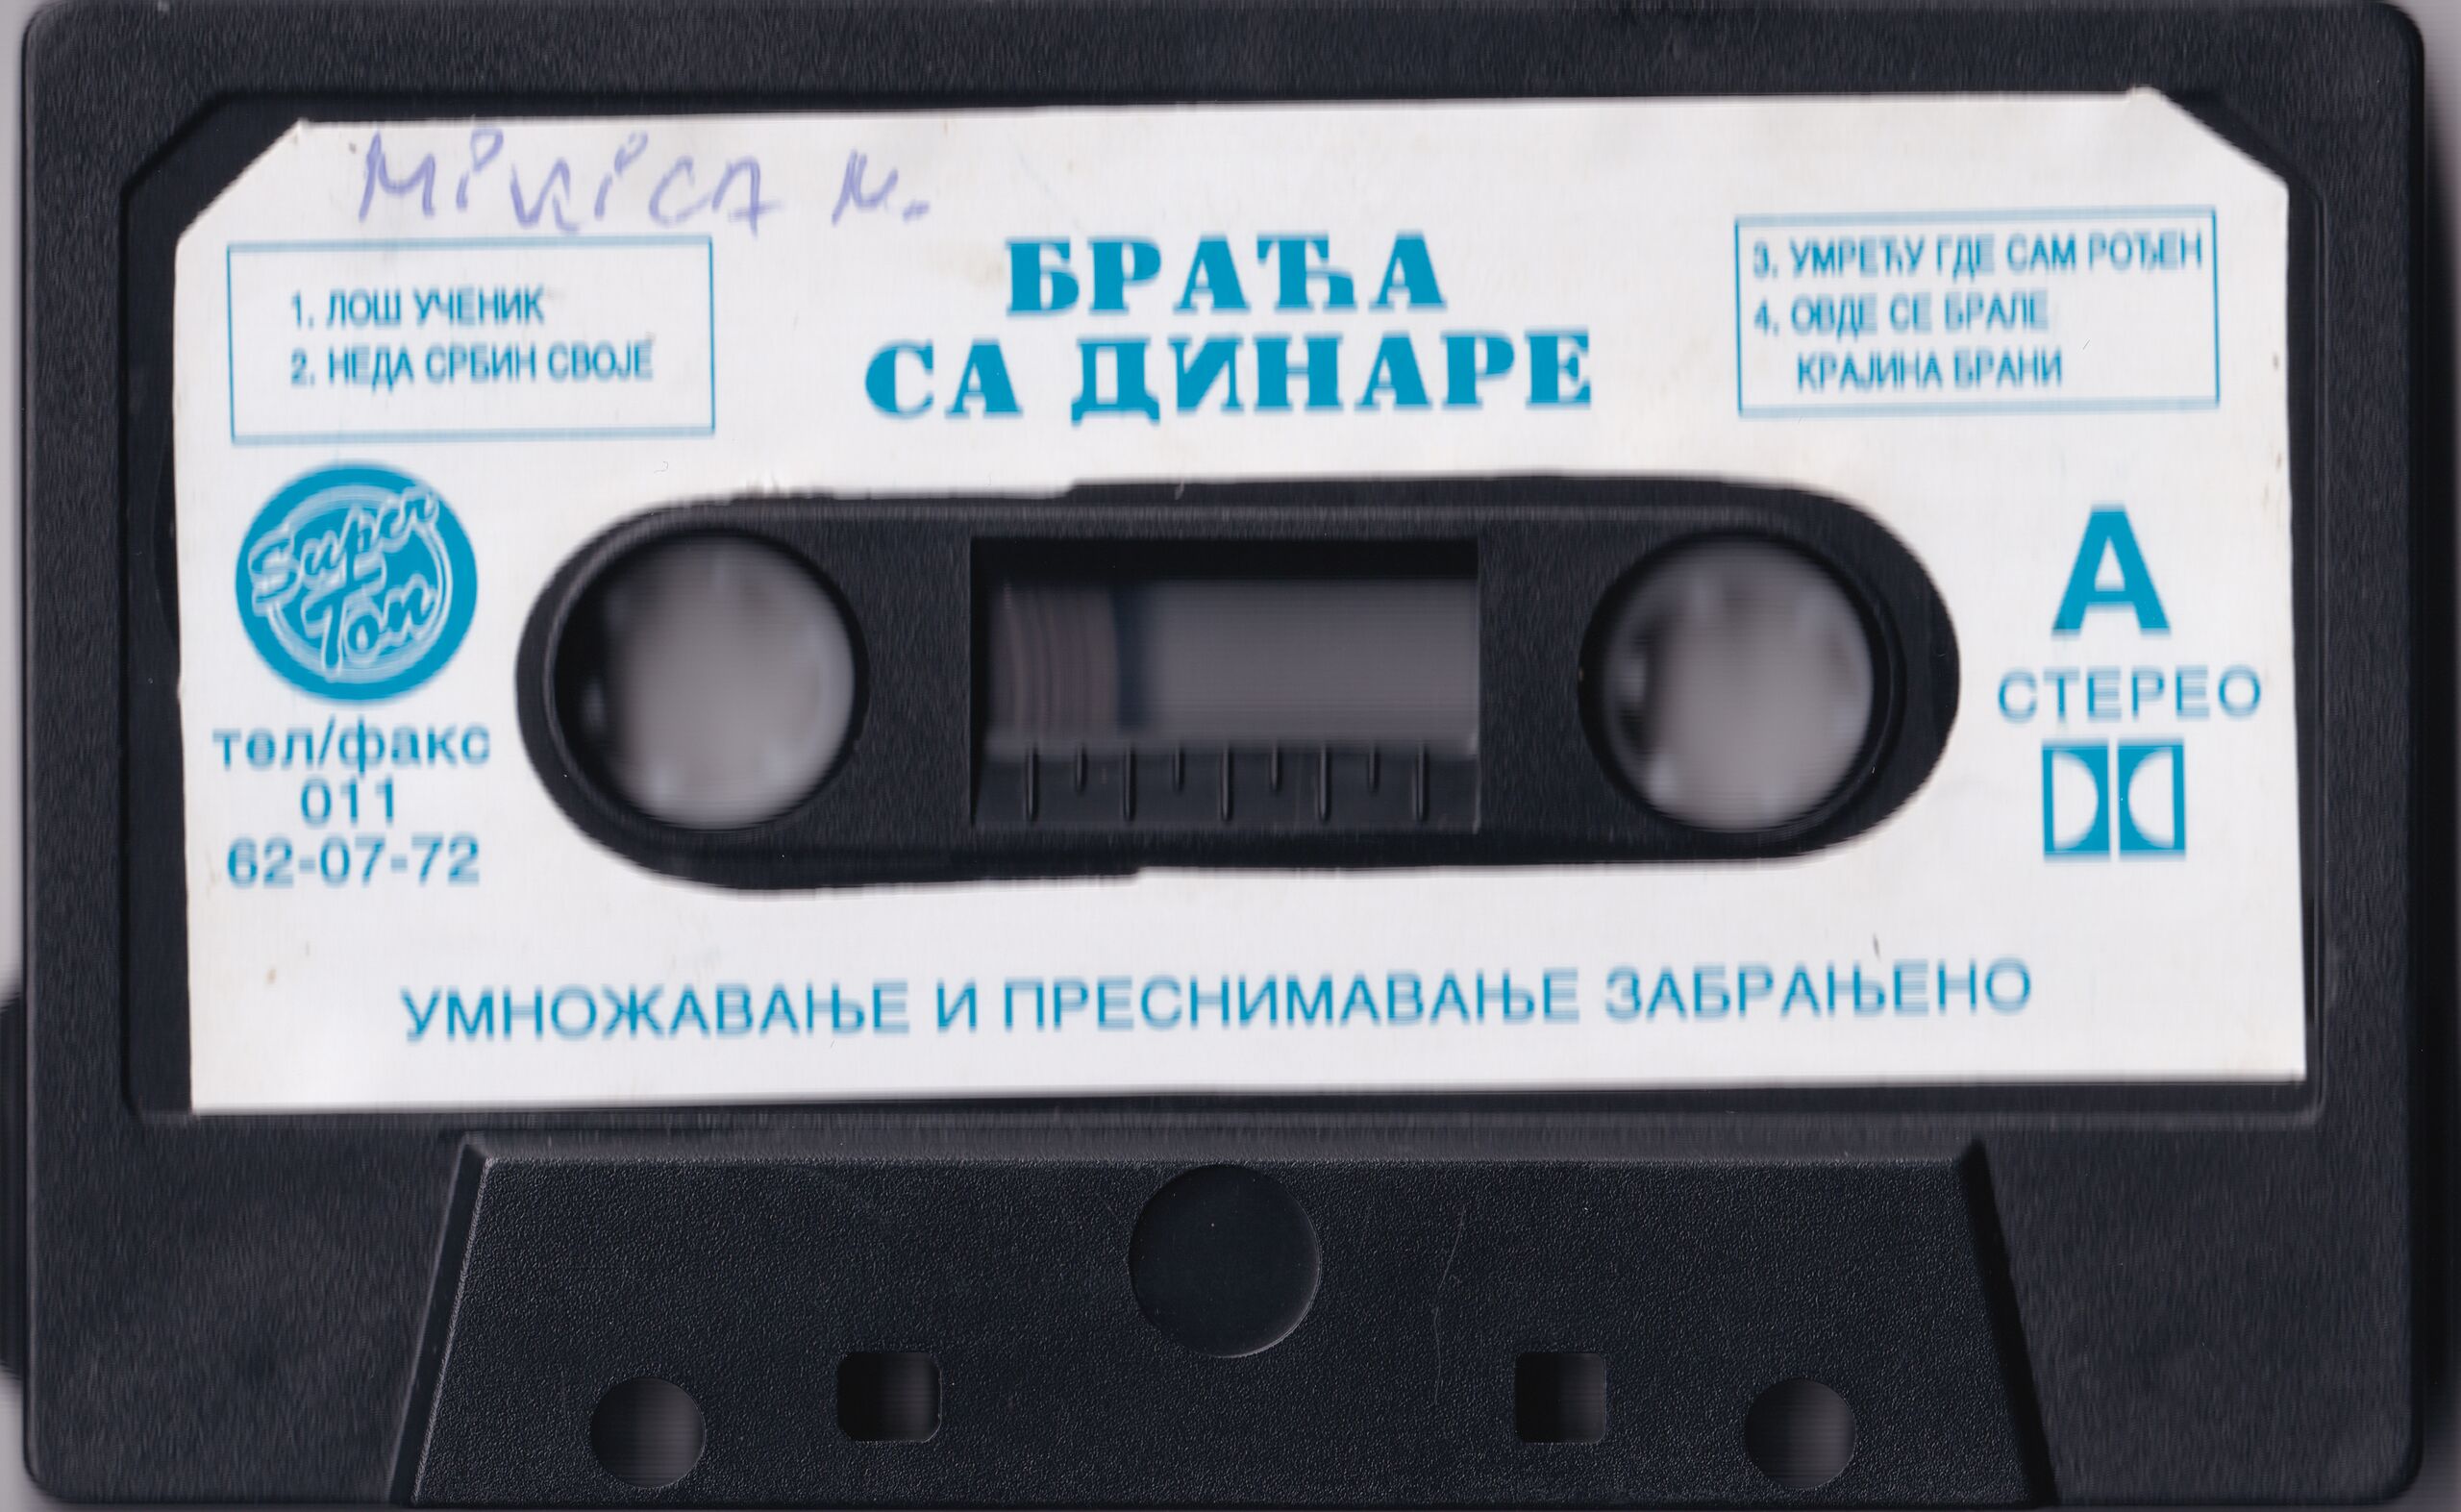 MiViCA M.
1. ЛОШ УЧЕНИК
2. НЕДА СРБИН СВОЈЕ
БРАЋА
СА ДИНАРЕ
3. УМРЕЋУ ГДЕ САМ РОЂЕН
4. ОВДЕ СЕ БРАЛЕ
КРАЈИНА БРАНИ
Super
Ton
тел/факс
011
62-07-72
A
СТЕРЕО
УМНОЖАВАЊЕ И ПРЕСНИМАВАЊЕ ЗАБРАЊЕНО